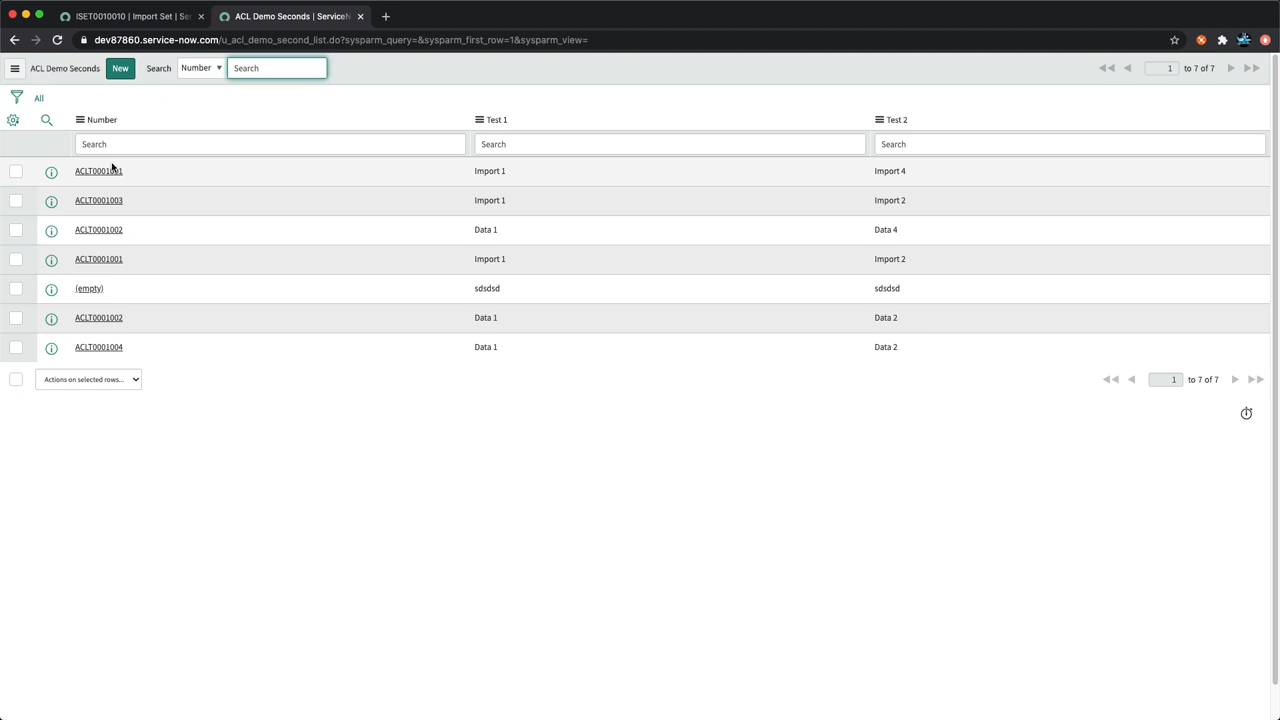 ISET0010010 | Import Set | Ser
ACL Demo Seconds | ServiceN
dev87860.service-now.com/u_acl_demo_second_list.do?sysparm_query=&sysparm_first_row=1&sysparm_view=
ACL Demo Seconds New Search Number Search 1 to 7 of 7
All
Number Test 1 Test 2
Search Search Search
ACLT0001001 Import 1 Import 4
ACLT0001003 Import 1 Import 2
ACLT0001002 Data 1 Data 4
ACLT0001001 Import 1 Import 2
(empty) sdsdsd sdsdsd
ACLT0001002 Data 1 Data 2
ACLT0001004 Data 1 Data 2
Actions on selected rows... 1 to 7 of 7